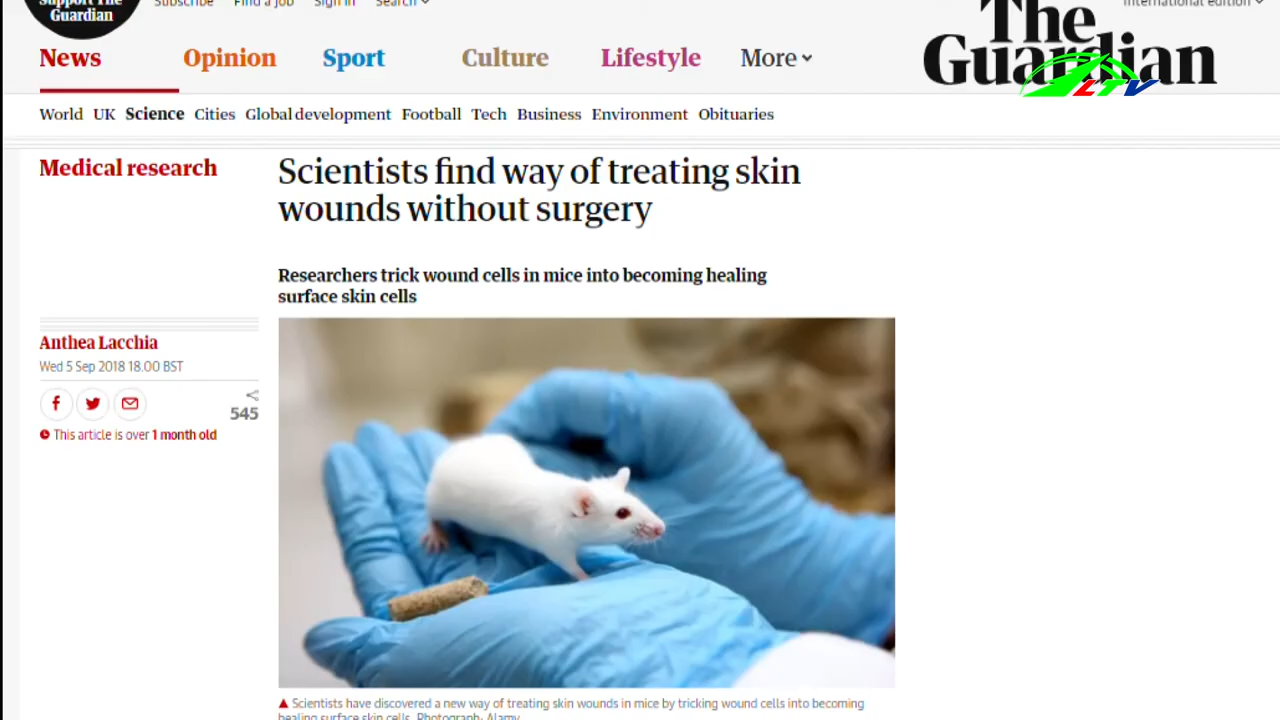 Support The
Guardian
Subscribe Find a job Sign in Search
International edition
The
Guardian
LTV
News Opinion Sport Culture Lifestyle More
World UK Science Cities Global development Football Tech Business Environment Obituaries
Medical research
Scientists find way of treating skin
wounds without surgery
Researchers trick wound cells in mice into becoming healing
surface skin cells
Anthea Lacchia
Wed 5 Sep 2018 18.00 BST
545
This article is over 1 month old
Scientists have discovered a new way of treating skin wounds in mice by tricking wound cells into becoming
healing surface skin cells. Photograph: Alamy